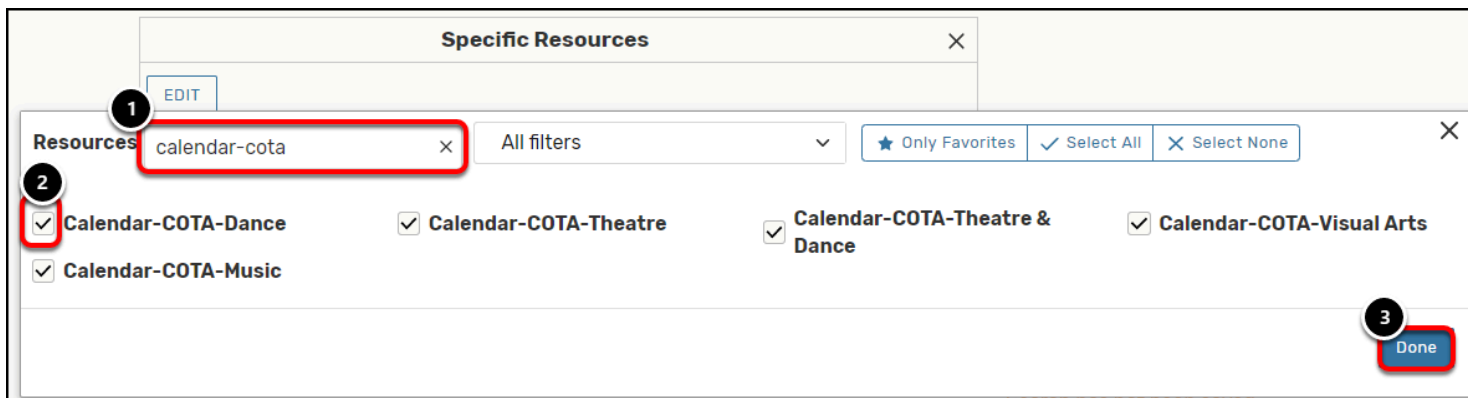 Specific Resources
EDIT
1
Resources calendar-cota All filters Only Favorites Select All Select None
2
Calendar-COTA-Dance Calendar-COTA-Theatre Calendar-COTA-Theatre & Calendar-COTA-Visual Arts
Dance
Calendar-COTA-Music
3
Done